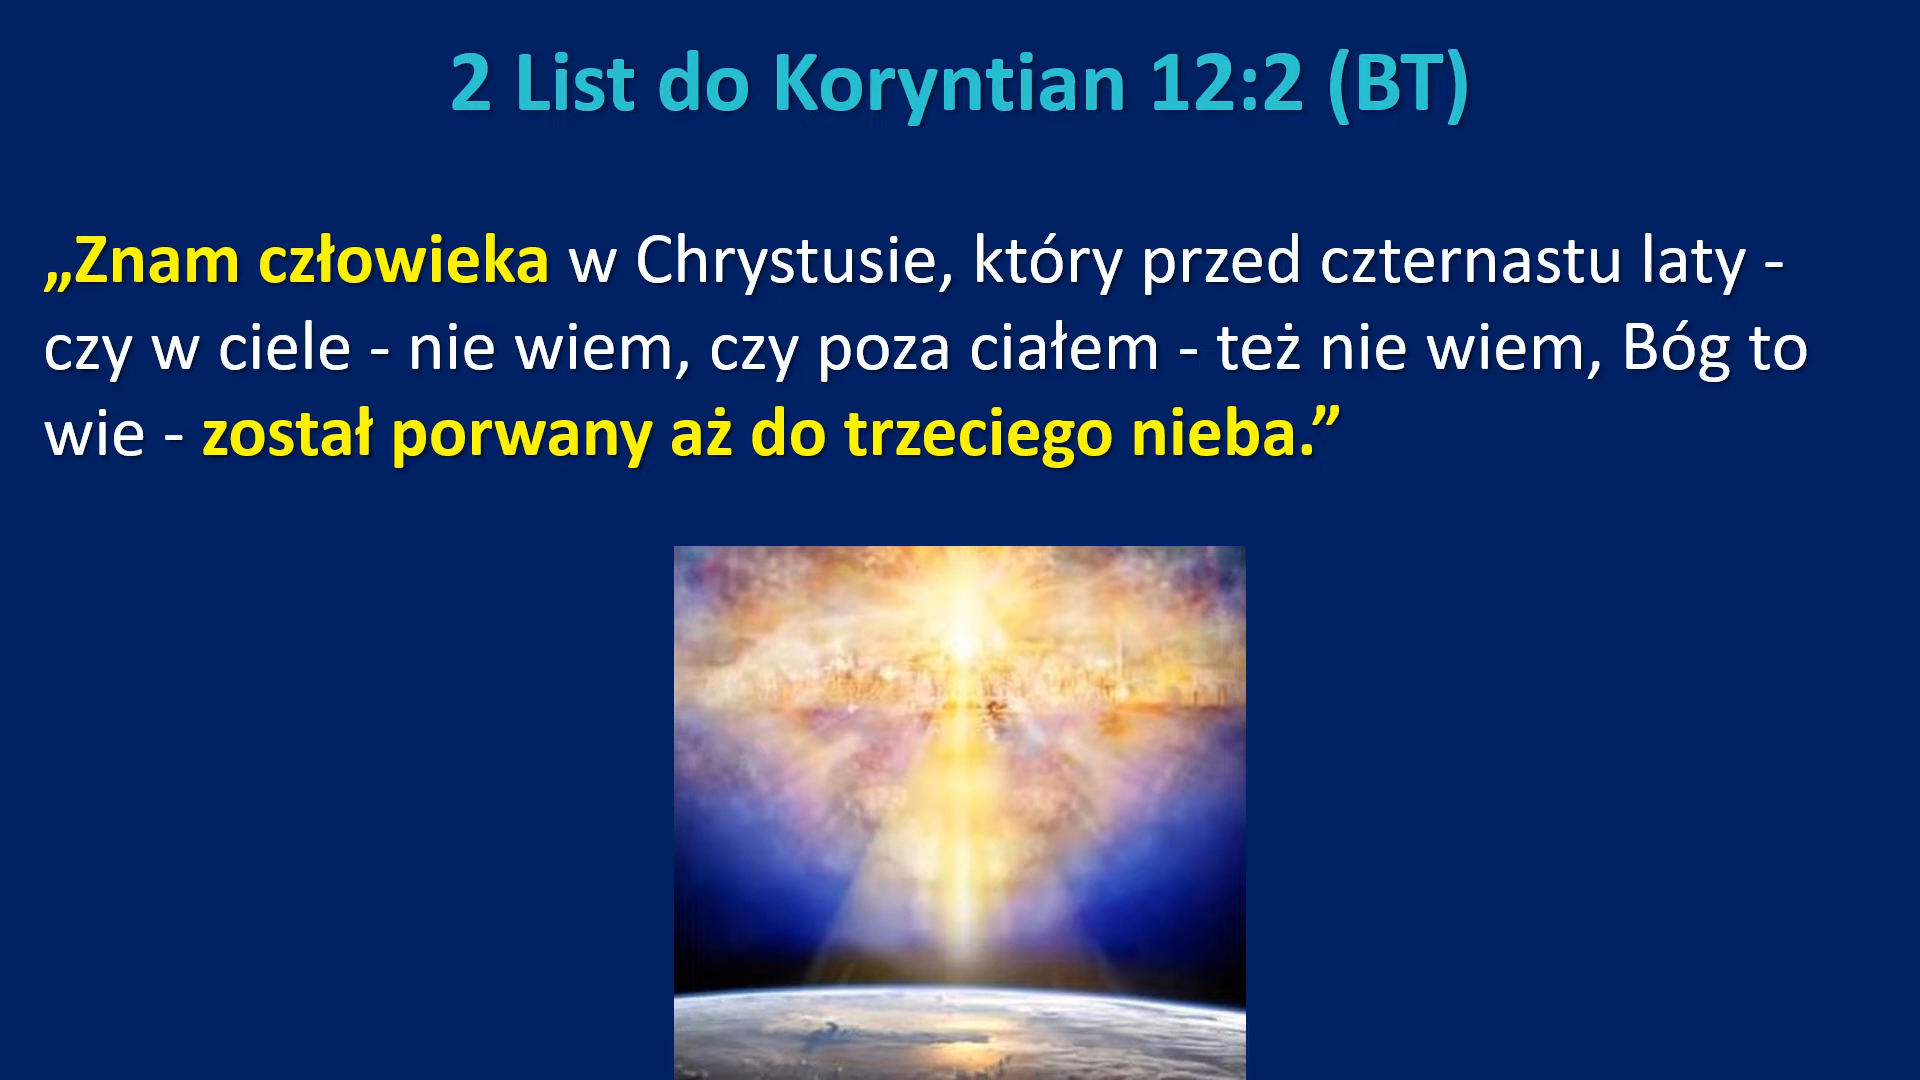 2 List do Koryntian 12:2 (BT)
„Znam człowieka w Chrystusie, który przed czternastu laty -
czy w ciele - nie wiem, czy poza ciałem - też nie wiem, Bóg to
wie - został porwany aż do trzeciego nieba.”